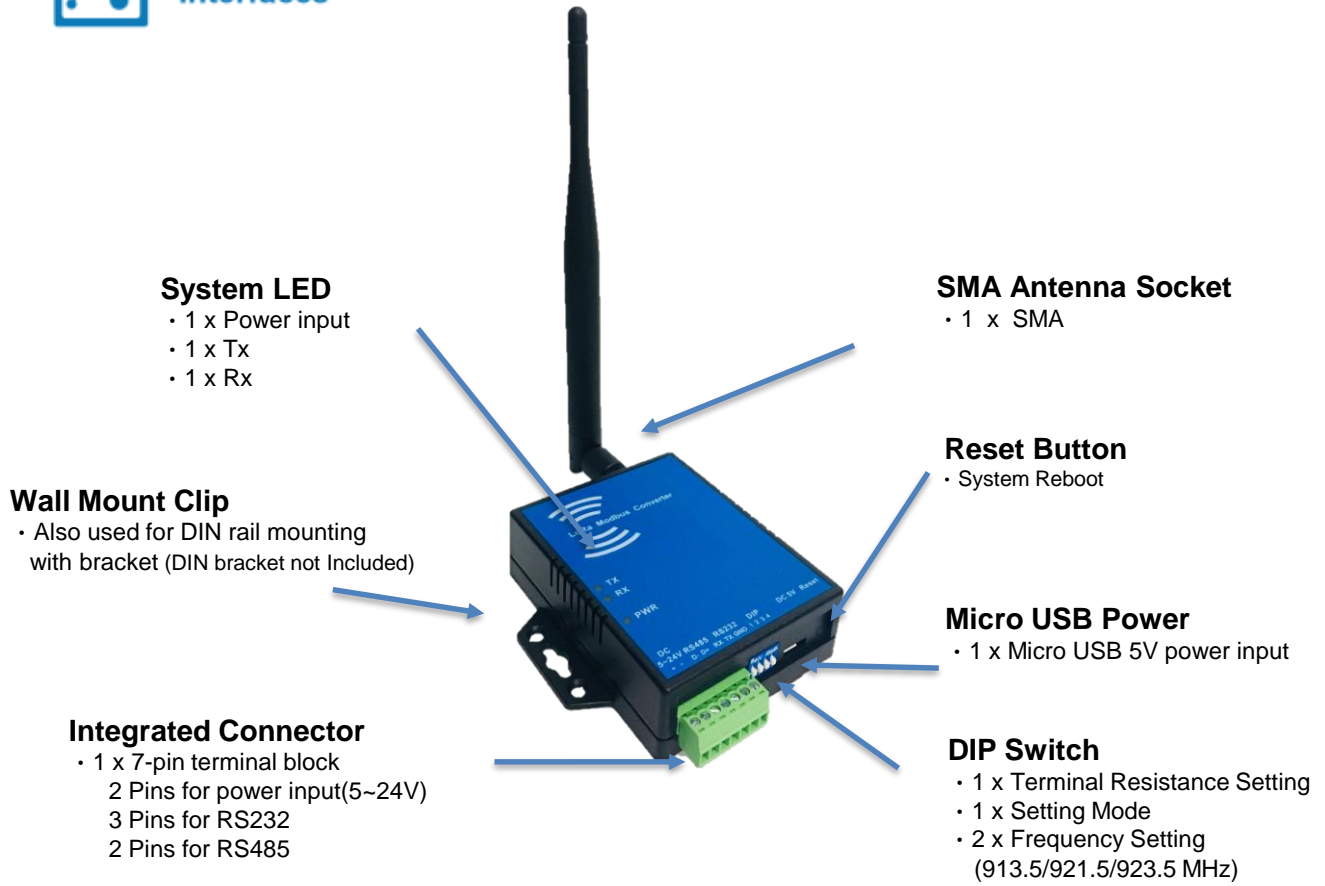 Interfaces
System LED
· 1 x Power input
· 1 x Tx
· 1 x Rx
SMA Antenna Socket
· 1 x SMA
Reset Button
· System Reboot
Wall Mount Clip
· Also used for DIN rail mounting
with bracket (DIN bracket not Included)
Micro USB Power
· 1 x Micro USB 5V power input
Integrated Connector
· 1 x 7-pin terminal block
2 Pins for power input(5~24V)
3 Pins for RS232
2 Pins for RS485
DIP Switch
· 1 x Terminal Resistance Setting
· 1 x Setting Mode
· 2 x Frequency Setting
(913.5/921.5/923.5 MHz)
Modbus Converter
TX
RX
PWR
DC RS485 RS232 DIP DC 5V Reset
5~24V
+ - D- D+ RX TX GND 1 2 3 4